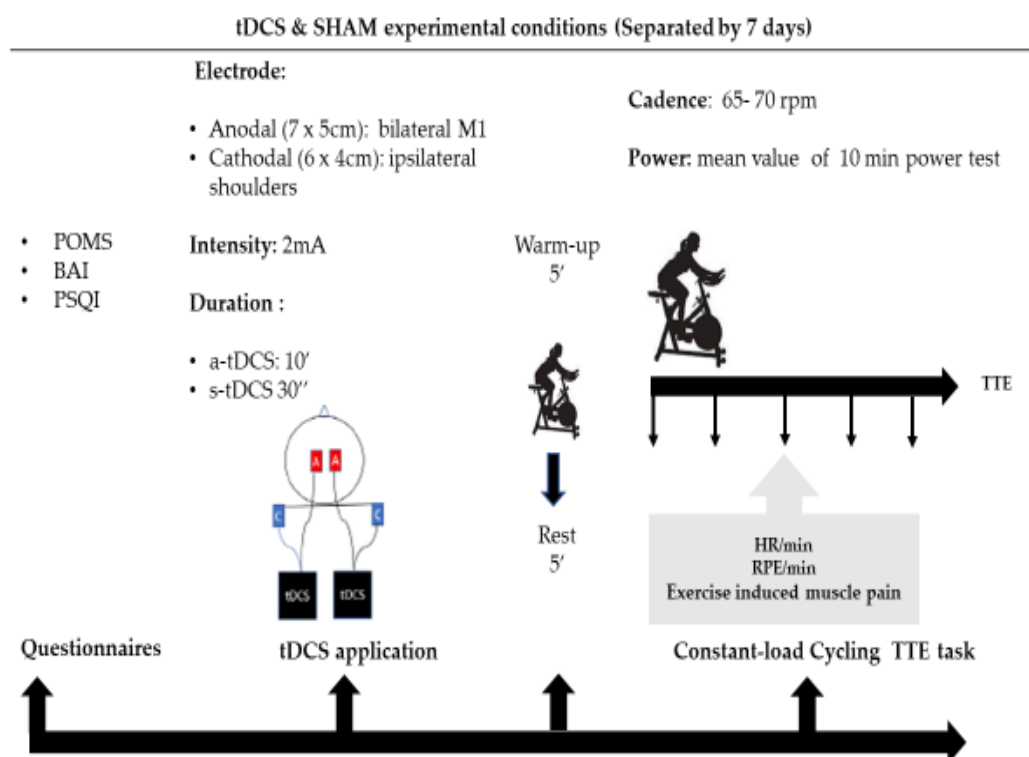 tDCS & SHAM experimental conditions (Separated by 7 days)
• POMS
• BAI
• PSQI
Electrode:
• Anodal (7 x 5cm): bilateral M1
• Cathodal (6 x 4cm): ipsilateral
shoulders
Intensity: 2mA
Duration :
• a-tDCS: 10'
• s-tDCS 30''
A
A
C
C
tDCS
tDCS
Warm-up
5'
Rest
5'
Cadence: 65- 70 rpm
Power: mean value of 10 min power test
TTE
HR/min
RPE/min
Exercise induced muscle pain
Questionnaires
tDCS application
Constant-load Cycling TTE task